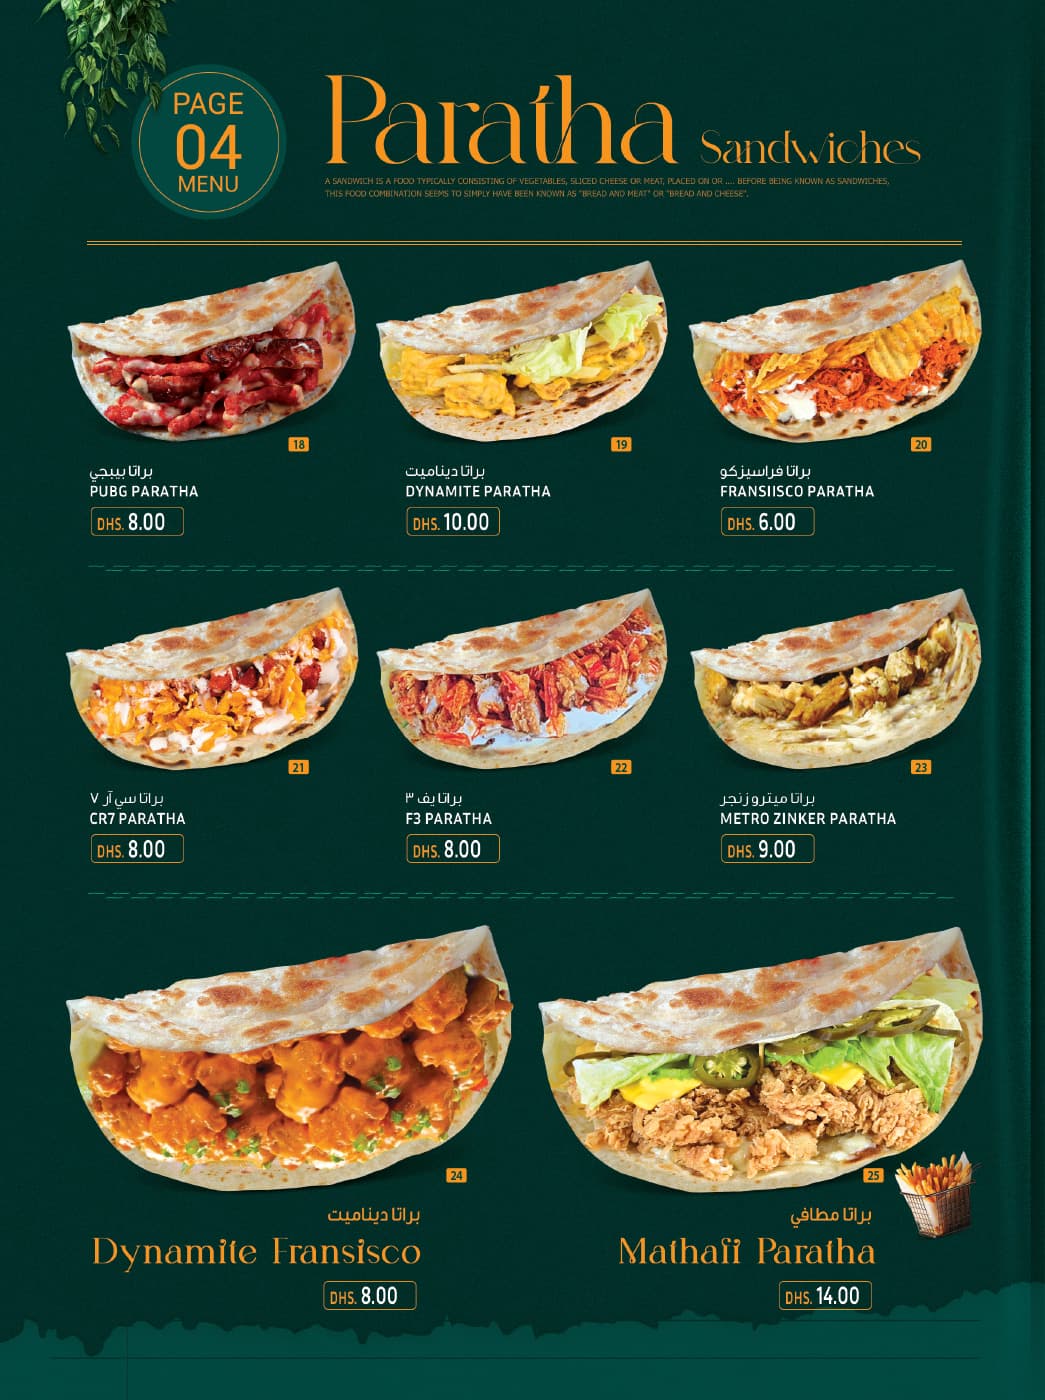 PAGE
04
MENU
Paratha Sandwiches
A SANDWICH IS A FOOD TYPICALLY CONSISTING OF VEGETABLES, SLICED CHEESE OR MEAT, PLACED ON OR .... BEFORE BEING KNOWN AS SANDWICHES,
THIS FOOD COMBINATION SEEMS TO SIMPLY HAVE BEEN KNOWN AS "BREAD AND MEAT" OR "BREAD AND CHEESE".
18
براتا بيبجي
PUBG PARATHA
DHS. 8.00
19
براتا ديناميت
DYNAMITE PARATHA
DHS. 10.00
20
براتا فراسيزكو
FRANSIISCO PARATHA
DHS. 6.00
21
براتا سي آر ٧
CR7 PARATHA
DHS. 8.00
22
براتا يف ٣
F3 PARATHA
DHS. 8.00
23
براتا ميترو زنجر
METRO ZINKER PARATHA
DHS. 9.00
24
براتا ديناميت
Dynamite Fransisco
DHS. 8.00
25
براتا مطافي
Mathafi Paratha
DHS. 14.00